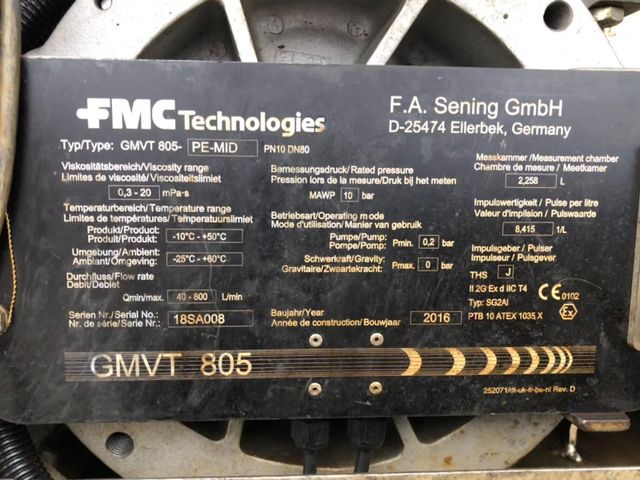 FMC Technologies
F.A. Sening GmbH
D-25474 Ellerbek, Germany
Typ/Type: GMVT 805- PE-MID PN10 DN80
Viskositätsbereich/Viscosity range
Limites de viscosité/Viscositeitslimiet
0,3 - 20 mPa·s
Temperaturbereich/Temperature range
Limites de températures/Temperatuurslimiet
Produkt/Product:
Produit/Produkt: -10°C - +50°C
Umgebung/Ambient:
Ambiant/Omgeving: -25°C - +60°C
Durchfluss/Flow rate
Debit/Debiet
Qmin/max. 40 - 800 L/min
Serien Nr./Serial No.:
Nr. de série/Serie Nr.: 18SA008
Bemessungsdruck/Rated pressure
Pression lors de la mesure/Druk bij het meten
MAWP 10 bar
Betriebsart/Operating mode
Mode d'utilisation/Manier van gebruik
Pumpe/Pump:
Pompe/Pomp: Pmin. 0,2 bar
Schwerkraft/Gravity:
Gravitaire/Zwaartekracht: Pmax. 0 bar
Baujahr/Year
Année de construction/Bouwjaar 2016
Messkammer /Measurement chamber
Chambre de mesure / Meetkamer
2,258 L
Impulswertigkeit / Pulse per litre
Valeur d'impilsion / Pulswaarde
8,415 1/L
Impulsgeber / Pulser
Impulseur / Pulsgever
THS J
II 2G Ex d IIC T4
Typ: SG2AI
CE 0102
PTB 10 ATEX 1035 X
Ex
GMVT 805
252071/dt-uk-fr-be-nl Rev. D